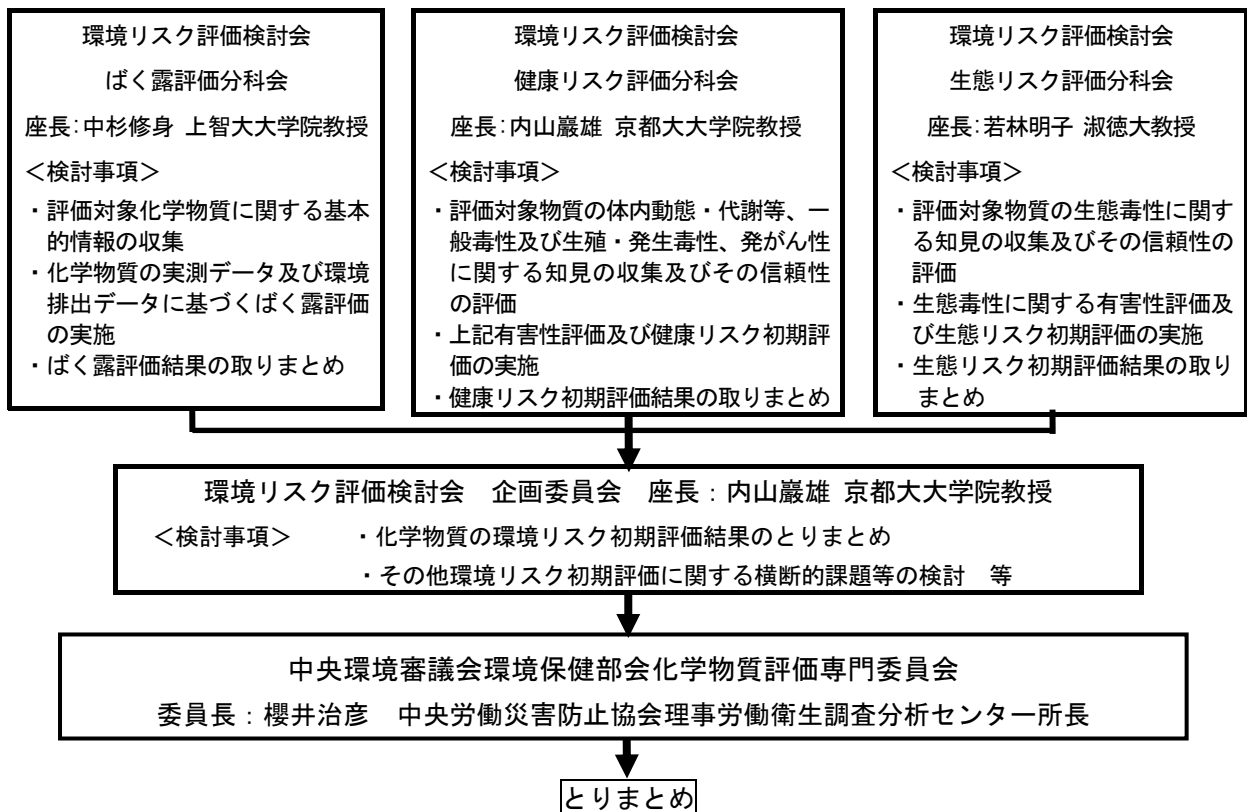 環境リスク評価検討会
ばく露評価分科会
座長:中杉修身 上智大大学院教授
＜検討事項＞
・評価対象化学物質に関する基本
的情報の収集
・化学物質の実測データ及び環境
排出データに基づくばく露評価
の実施
・ばく露評価結果の取りまとめ
環境リスク評価検討会
健康リスク評価分科会
座長:内山巌雄 京都大大学院教授
＜検討事項＞
・評価対象物質の体内動態・代謝等、一
般毒性及び生殖・発生毒性、発がん性
に関する知見の収集及びその信頼性
の評価
・上記有害性評価及び健康リスク初期評
価の実施
・健康リスク初期評価結果の取りまとめ
環境リスク評価検討会
生態リスク評価分科会
座長:若林明子 淑徳大教授
＜検討事項＞
・評価対象物質の生態毒性に関す
る知見の収集及びその信頼性の
評価
・生態毒性に関する有害性評価及
び生態リスク初期評価の実施
・生態リスク初期評価結果の取り
まとめ
環境リスク評価検討会　企画委員会　座長：内山巌雄 京都大大学院教授
＜検討事項＞　　・化学物質の環境リスク初期評価結果のとりまとめ
・その他環境リスク初期評価に関する横断的課題等の検討　等
中央環境審議会環境保健部会化学物質評価専門委員会
委員長：櫻井治彦　中央労働災害防止協会理事労働衛生調査分析センター所長
とりまとめ